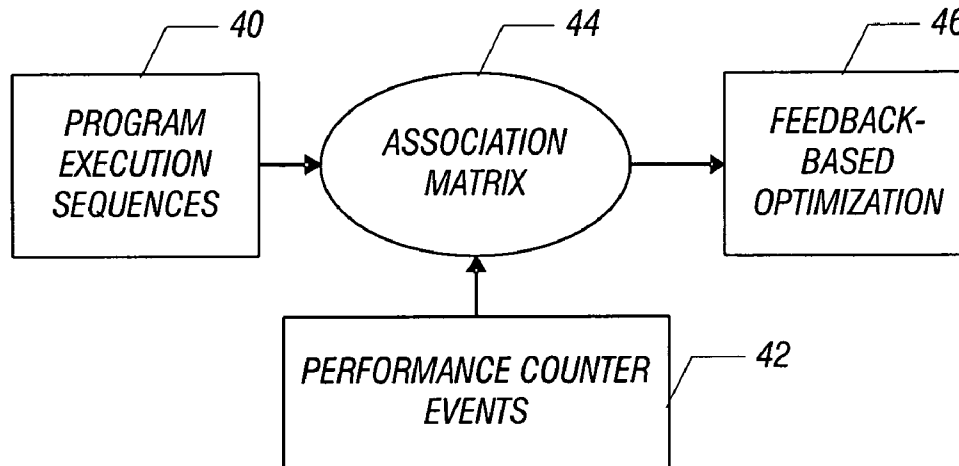 40
44
46
PROGRAM
EXECUTION
SEQUENCES
ASSOCIATION
MATRIX
FEEDBACK-
BASED
OPTIMIZATION
42
PERFORMANCE COUNTER
EVENTS